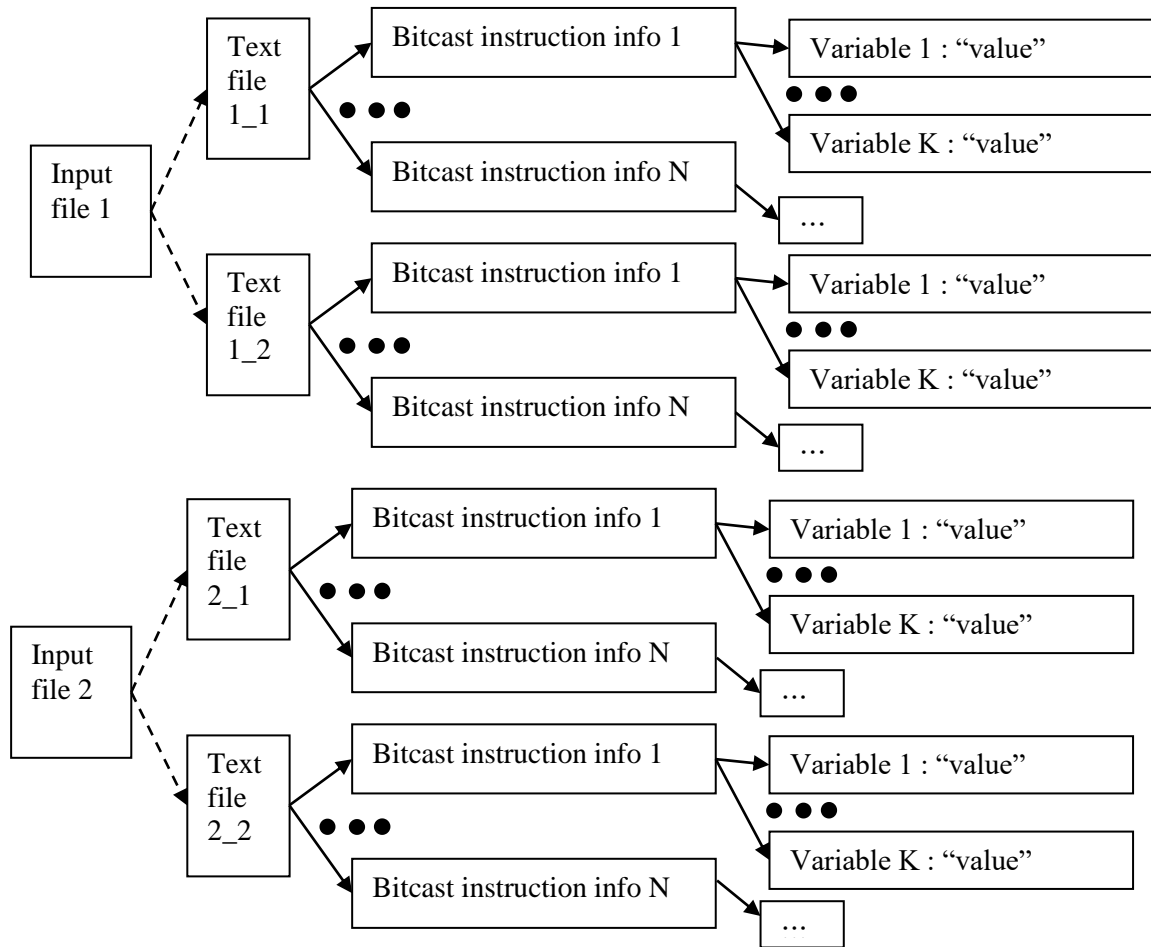 Text
file
1_1
Bitcast instruction info 1
Variable 1 : “value”
Variable K : “value”
Bitcast instruction info N
...
Input
file 1
Text
file
1_2
Bitcast instruction info 1
Variable 1 : “value”
Variable K : “value”
Bitcast instruction info N
...
Text
file
2_1
Bitcast instruction info 1
Variable 1 : “value”
Variable K : “value”
Bitcast instruction info N
...
Input
file 2
Text
file
2_2
Bitcast instruction info 1
Variable 1 : “value”
Variable K : “value”
Bitcast instruction info N
...